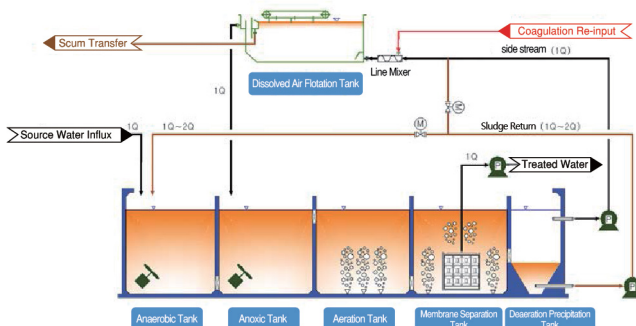 Scum Transfer
Coagulation Re-input
side stream (1Q)
Line Mixer
Dissolved Air Flotation Tank
1Q
M
M
Sludge Return (1Q~2Q)
1Q
1Q~2Q
Source Water Influx
1Q
Treated Water
Anaerobic Tank
Anoxic Tank
Aeration Tank
Membrane Separation
Tank
Deseration Precipitation
Tank